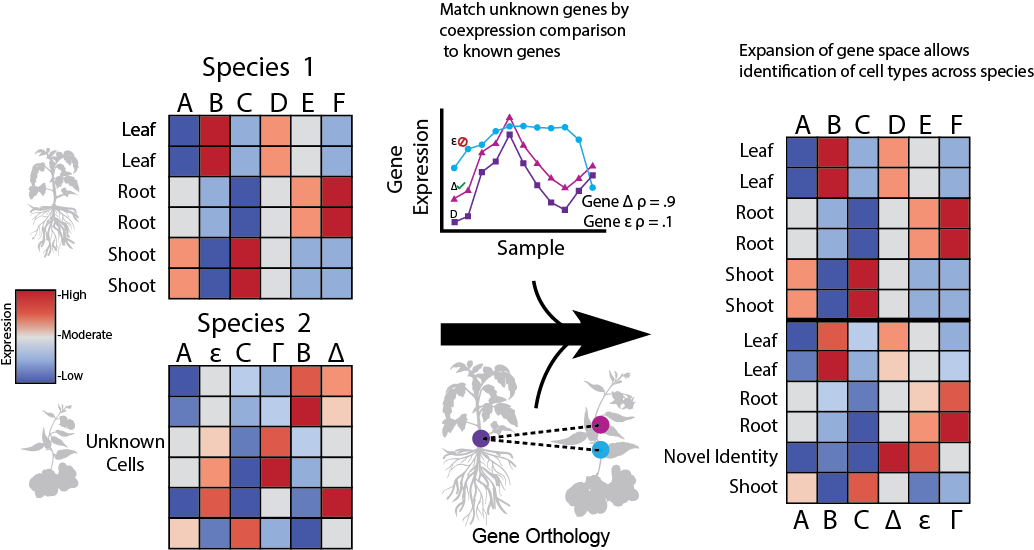 Species 1
A B C D E F
Leaf
Leaf
Root
Root
Shoot
Shoot
Expression
-High
-Moderate
-Low
Species 2
A ε C Γ B Δ
Unknown
Cells
Match unknown genes by
coexpression comparison
to known genes
Gene
Expression
ε
Δ
D
Gene Δ ρ = .9
Gene ε ρ = .1
Sample
Gene Orthology
Expansion of gene space allows
identification of cell types across species
A B C D E F
Leaf
Leaf
Root
Root
Shoot
Shoot
Leaf
Leaf
Root
Root
Novel Identity
Shoot
A B C Δ ε Γ